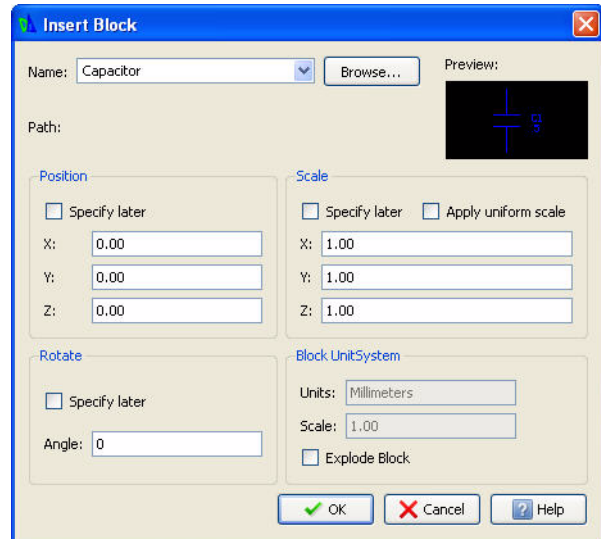 Insert Block
Name: Capacitor Browse... Preview:
Path:
Position
Specify later
X: 0.00
Y: 0.00
Z: 0.00
Scale
Specify later Apply uniform scale
X: 1.00
Y: 1.00
Z: 1.00
Rotate
Specify later
Angle: 0
Block UnitSystem
Units: Millimeters
Scale: 1.00
Explode Block
OK Cancel Help